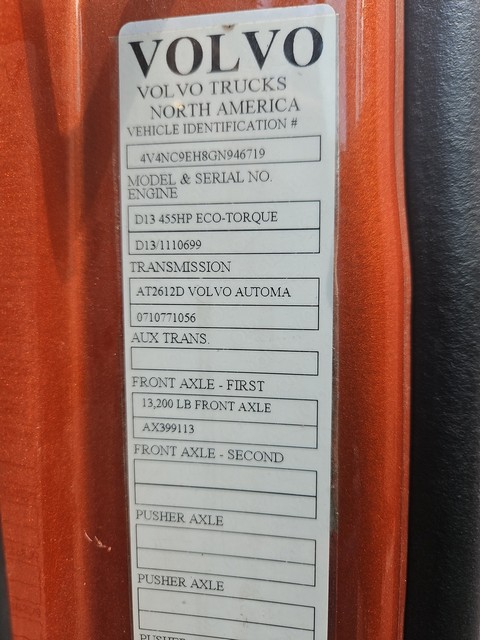 VOLVO
VOLVO TRUCKS
NORTH AMERICA
VEHICLE IDENTIFICATION #
4V4NC9EH8GN946719
MODEL & SERIAL NO.
ENGINE
D13 455HP ECO-TORQUE
D13/1110699
TRANSMISSION
AT2612D VOLVO AUTOMA
0710771056
AUX TRANS.
FRONT AXLE - FIRST
13,200 LB FRONT AXLE
AX399113
FRONT AXLE - SECOND
PUSHER AXLE
PUSHER AXLE